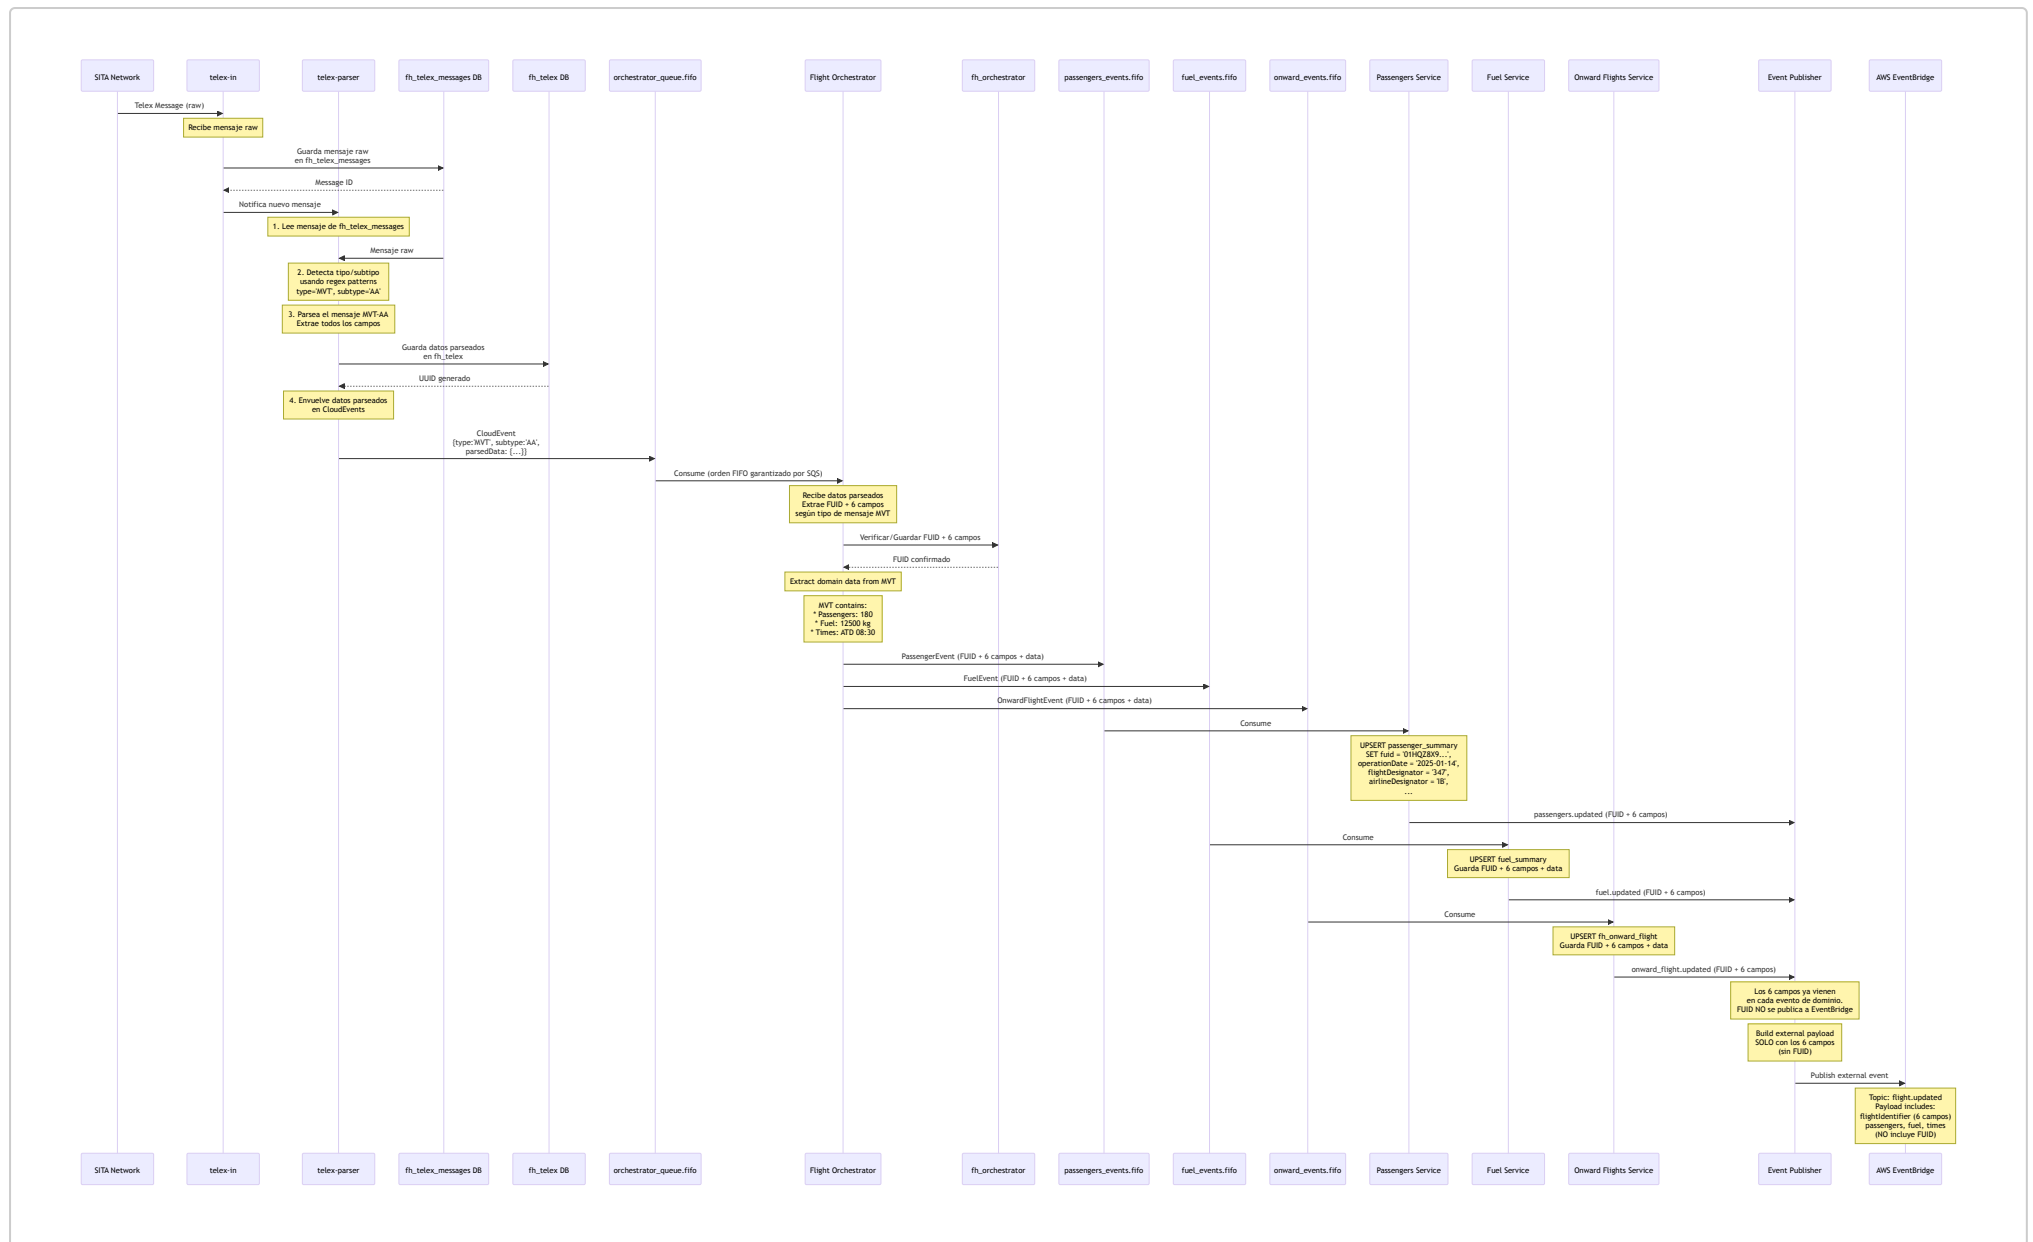 SITA Network
telex-in
telex-parser
fh_telex_messages DB
fh_telex DB
orchestrator_queue.fifo
Flight Orchestrator
fh_orchestrator
passengers_events.fifo
fuel_events.fifo
onward_events.fifo
Passengers Service
Fuel Service
Onward Flights Service
Event Publisher
AWS EventBridge
Telex Message (raw)
Recibe mensaje raw
Guarda mensaje raw
en fh_telex_messages
Message ID
Notifica nuevo mensaje
1. Lee mensaje de fh_telex_messages
Mensaje raw
2. Detecta tipo/subtipo
usando regex patterns
type='MVT', subtype='AA'
3. Parsea el mensaje MVT-AA
Extrae todos los campos
Guarda datos parseados
en fh_telex
UUID generado
4. Envuelve datos parseados
en CloudEvents
CloudEvent
{type:'MVT', subtype:'AA',
parsedData: {...}}
Consume (orden FIFO garantizado por SQS)
Recibe datos parseados
Extrae FUID + 6 campos
según tipo de mensaje MVT
Verificar/Guardar FUID + 6 campos
FUID confirmado
Extract domain data from MVT
MVT contains:
* Passengers: 180
* Fuel: 12500 kg
* Times: ATD 08:30
PassengerEvent (FUID + 6 campos + data)
FuelEvent (FUID + 6 campos + data)
OnwardFlightEvent (FUID + 6 campos + data)
Consume
UPSERT passenger_summary
SET fuid = '01HQZ8X9...',
operationDate = '2025-01-14',
flightDesignator = '347',
airlineDesignator = 'IB',
...
passengers.updated (FUID + 6 campos)
Consume
UPSERT fuel_summary
Guarda FUID + 6 campos + data
fuel.updated (FUID + 6 campos)
Consume
UPSERT fh_onward_flight
Guarda FUID + 6 campos + data
onward_flight.updated (FUID + 6 campos)
Los 6 campos ya vienen
en cada evento de dominio.
FUID NO se publica a EventBridge
Build external payload
SOLO con los 6 campos
(sin FUID)
Publish external event
Topic: flight.updated
Payload includes:
flightIdentifier (6 campos)
passengers, fuel, times
(NO incluye FUID)
SITA Network
telex-in
telex-parser
fh_telex_messages DB
fh_telex DB
orchestrator_queue.fifo
Flight Orchestrator
fh_orchestrator
passengers_events.fifo
fuel_events.fifo
onward_events.fifo
Passengers Service
Fuel Service
Onward Flights Service
Event Publisher
AWS EventBridge